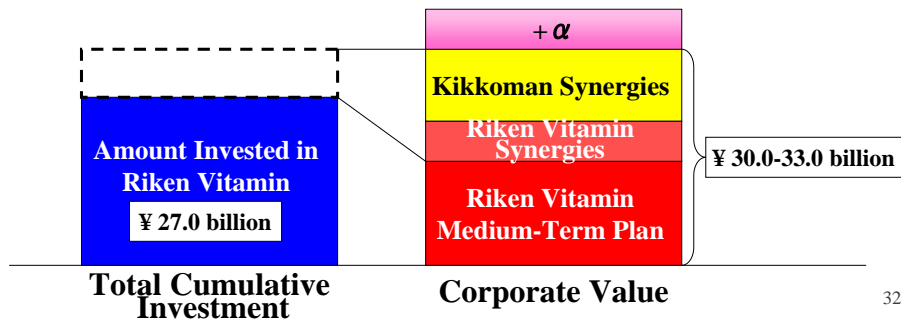 +α
Kikkoman Synergies
Riken Vitamin
Synergies
Amount Invested in
Riken Vitamin
¥ 27.0 billion
Riken Vitamin
Medium-Term Plan
¥ 30.0-33.0 billion
Total Cumulative
Investment
Corporate Value
32